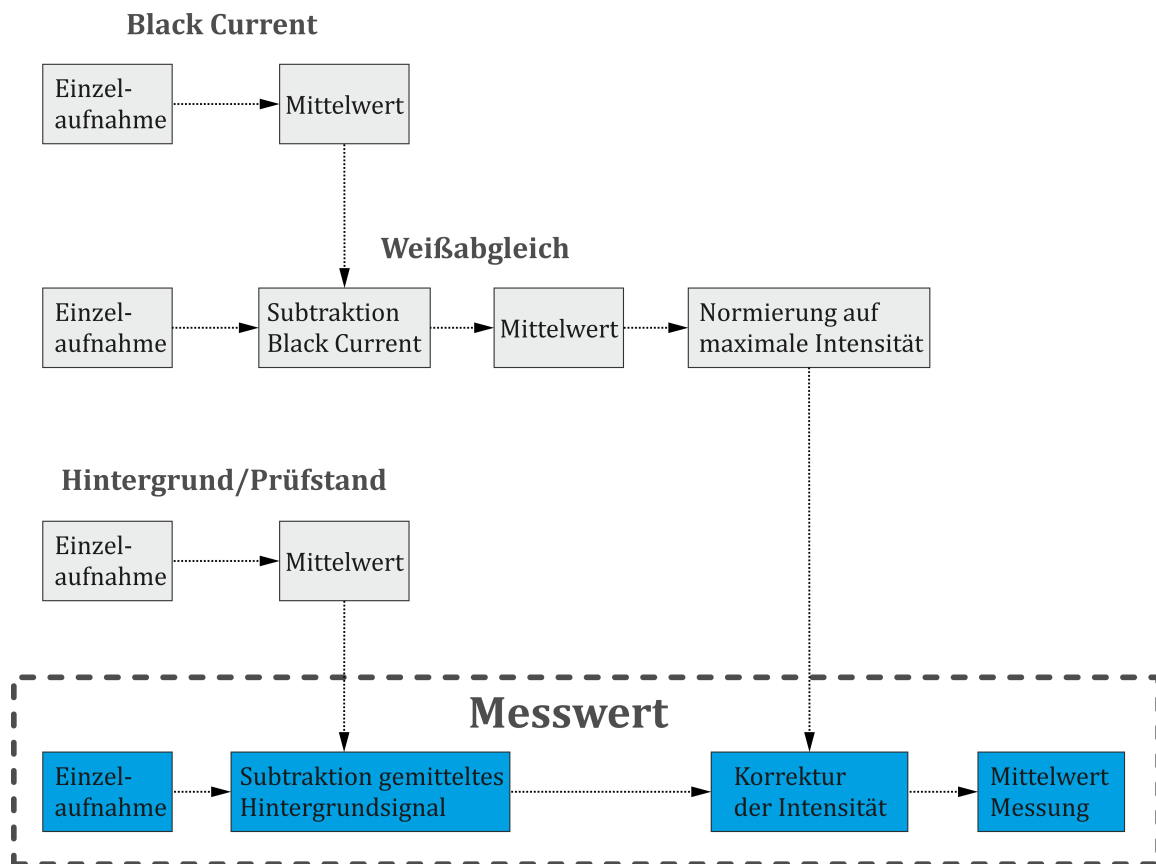 Black Current
Einzel-
aufnahme
Mittelwert
Weißabgleich
Einzel-
aufnahme
Subtraktion
Black Current
Mittelwert
Normierung auf
maximale Intensität
Hintergrund/Prüfstand
Einzel-
aufnahme
Mittelwert
Messwert
Einzel-
aufnahme
Subtraktion gemitteltes
Hintergrundsignal
Korrektur
der Intensität
Mittelwert
Messung